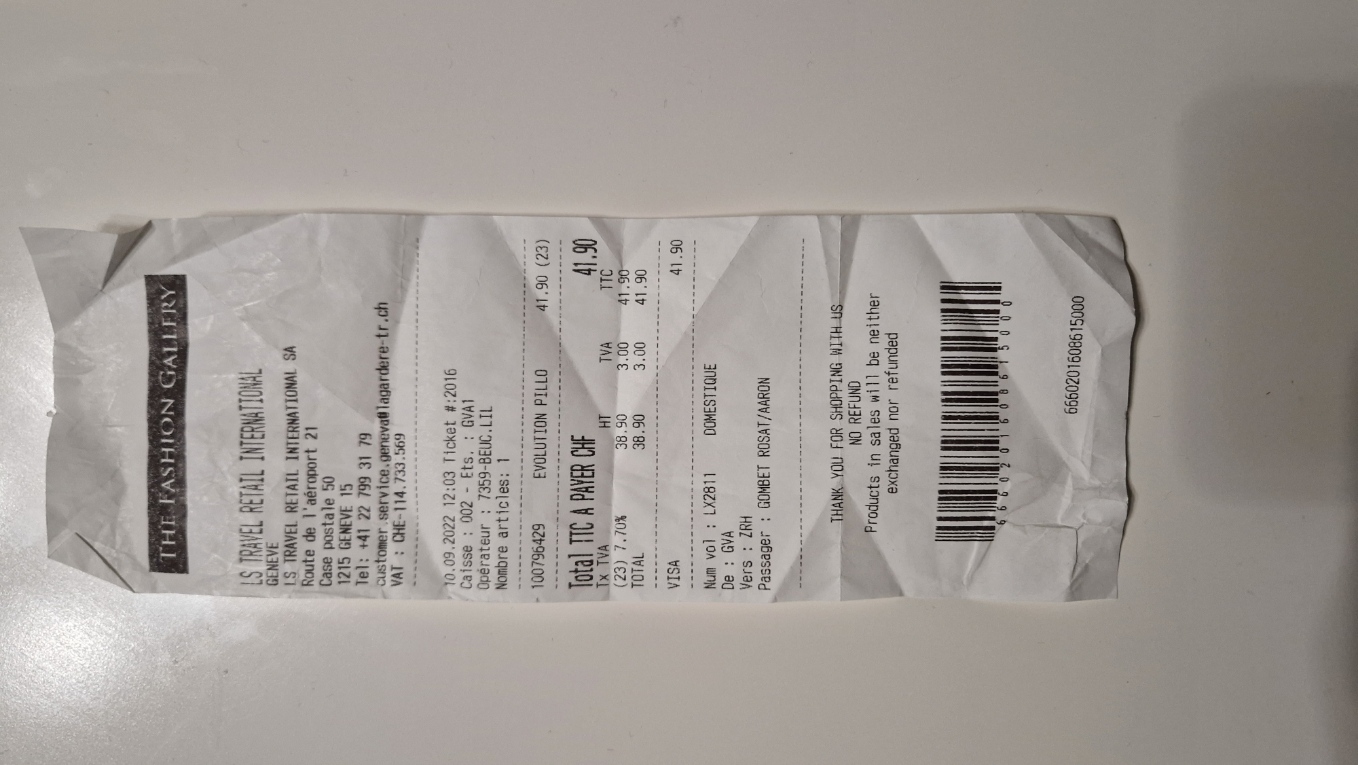 THE FASHION GALLERY
LS TRAVEL RETAIL INTERNATIONAL
GENEVE
LS TRAVEL RETAIL INTERNATIONAL SA
Route de l'aéroport 21
Case postale 50
1215 GENEVE 15
Tel: +41 22 799 31 79
customer.service.geneva@lagardere-tr.ch
VAT : CHE-114.733.569
10.09.2022 12:03 Ticket #:2016
Caisse : 002 - Ets. : GVA1
Opérateur : 7359-BEUC.LIL
Nombre articles: 1
100796429 EVOLUTION PILLO 41.90 (23)
Total TTC A PAYER CHF 41.90
Tx TVA HT TVA TTC
(23) 7.70% 38.90 3.00 41.90
TOTAL 38.90 3.00 41.90
VISA 41.90
Num vol : LX2811 DOMESTIQUE
De : GVA
Vers : ZRH
Passager : GOMBET ROSAT/AARON
THANK YOU FOR SHOPPING WITH US
NO REFUND
Products in sales will be neither
exchanged nor refunded
6660201608615000
6660201608615000